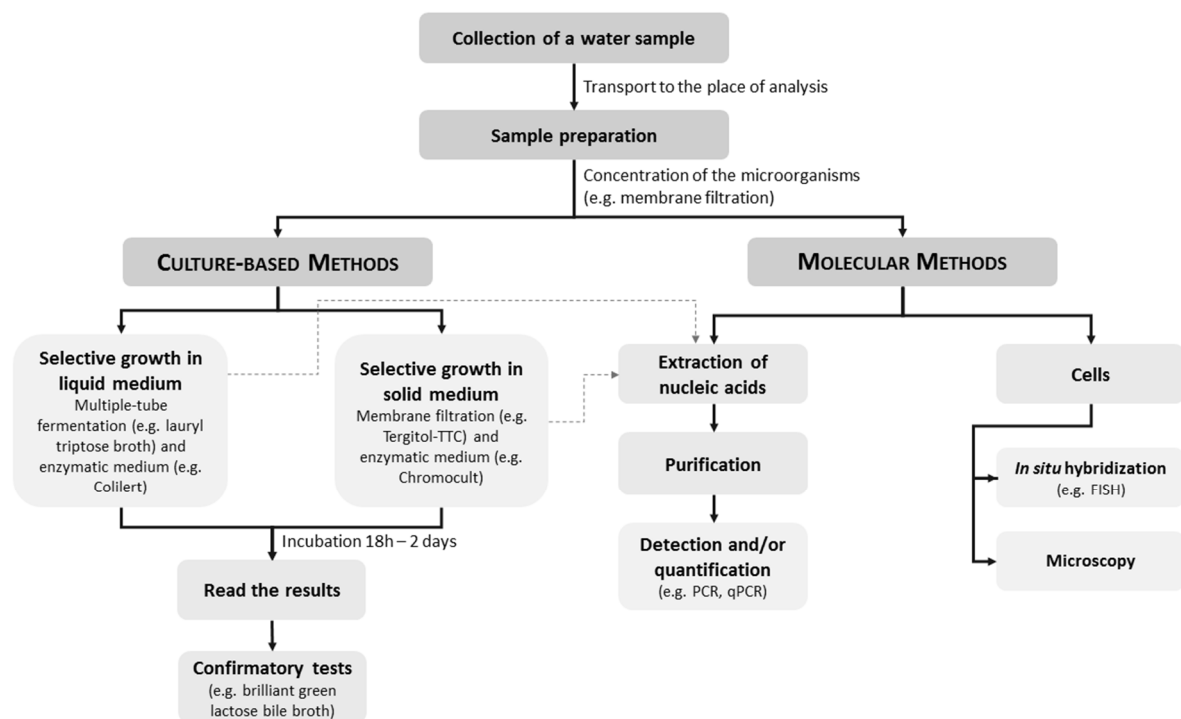 Collection of a water sample
Transport to the place of analysis
Sample preparation
Concentration of the microorganisms
(e.g. membrane filtration)
CULTURE-BASED METHODS
MOLECULAR METHODS
Selective growth in
liquid medium
Multiple-tube
fermentation (e.g. lauryl
triptose broth) and
enzymatic medium (e.g.
Colilert)
Selective growth in
solid medium
Membrane filtration (e.g.
Tergitol-TTC) and
enzymatic medium (e.g.
Chromocult)
Incubation 18h – 2 days
Read the results
Confirmatory tests
(e.g. brilliant green
lactose bile broth)
Extraction of
nucleic acids
Purification
Detection and/or
quantification
(e.g. PCR, qPCR)
Cells
In situ hybridization
(e.g. FISH)
Microscopy